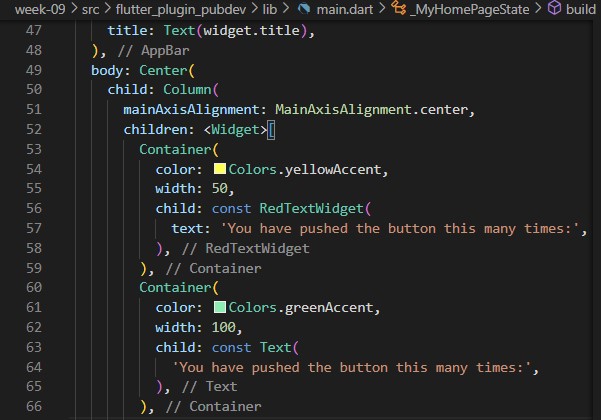 week-09 > src > flutter_plugin_pubdev > lib > main.dart > _MyHomePageState > build
47 title: Text(widget.title),
48 ), // AppBar
49 body: Center(
50 child: Column(
51 mainAxisAlignment: MainAxisAlignment.center,
52 children: <Widget>[
53 Container(
54 color: Colors.yellowAccent,
55 width: 50,
56 child: const RedTextWidget(
57 text: 'You have pushed the button this many times:',
58 ), // RedTextWidget
59 ), // Container
60 Container(
61 color: Colors.greenAccent,
62 width: 100,
63 child: const Text(
64 'You have pushed the button this many times:',
65 ), // Text
66 ), // Container